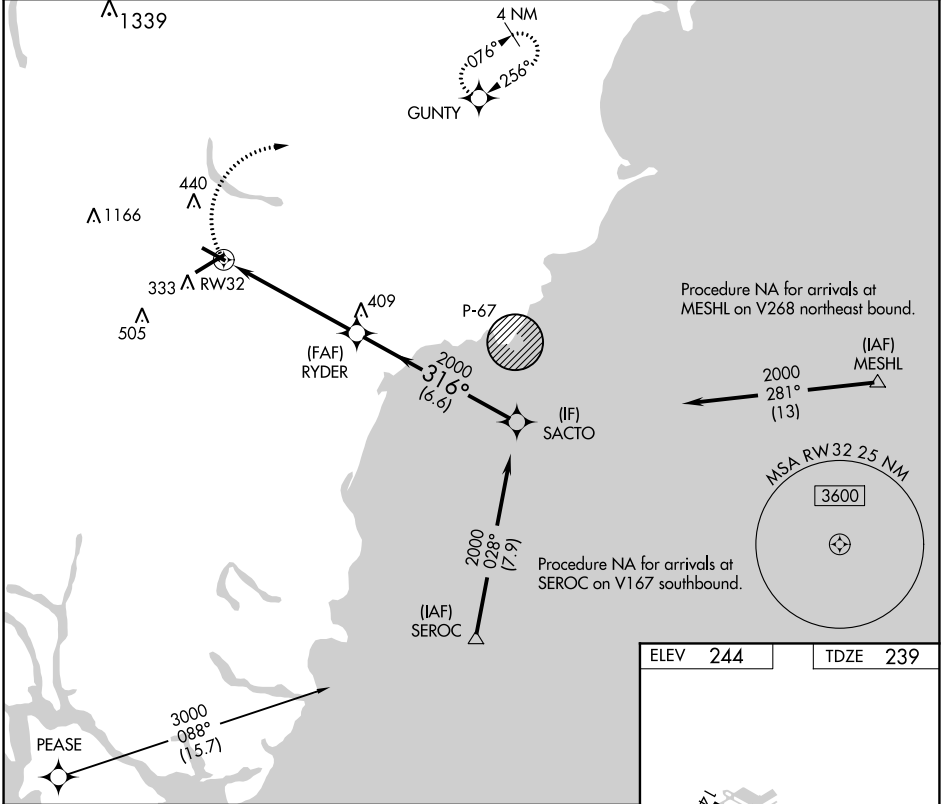 1339
4 NM
076°
256°
GUNTY
440
1166
333
RW32
505
409
(FAF)
RYDER
P-67
2000
316°
(6.6)
(IF)
SACTO
Procedure NA for arrivals at
MESHL on V268 northeast bound.
(IAF)
MESHL
2000
281°
(13)
MSA RW32 25 NM
3600
2000
028°
(7.9)
Procedure NA for arrivals at
SEROC on V167 southbound.
(IAF)
SEROC
3000
088°
(15.7)
PEASE
ELEV 244
TDZE 239